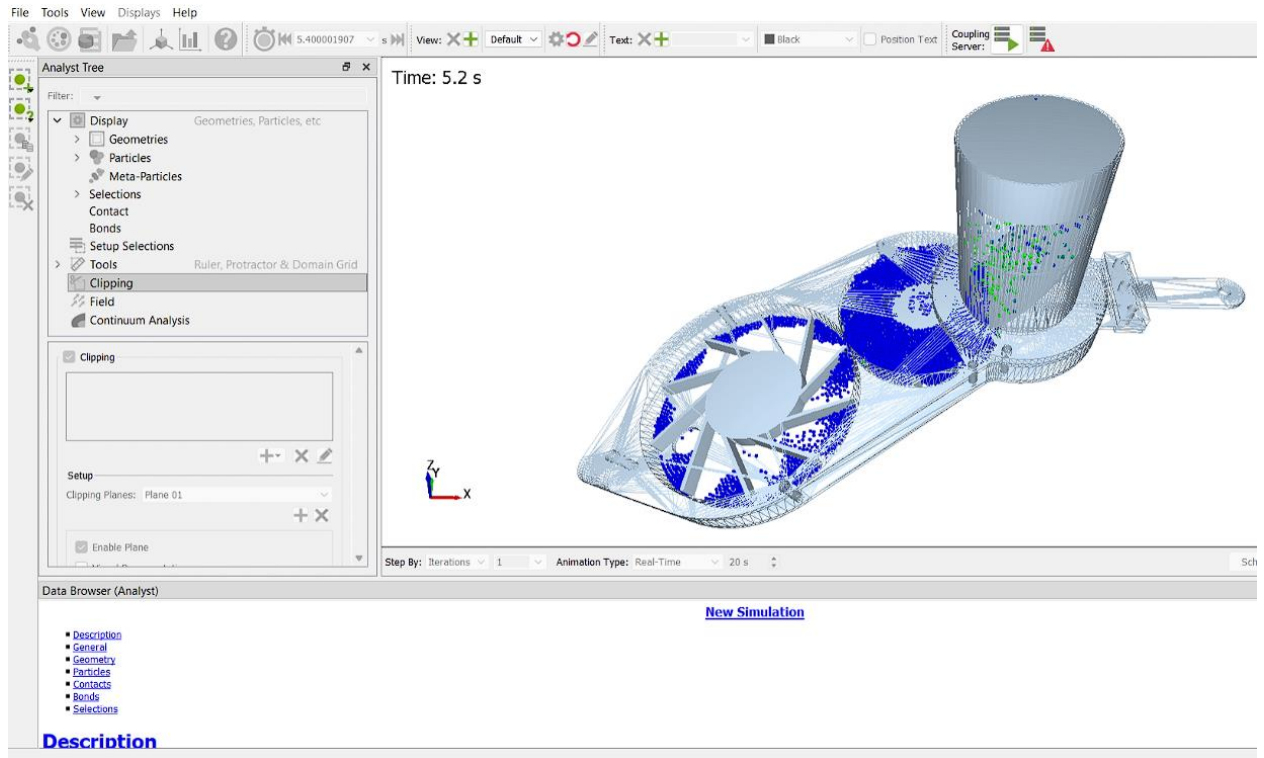 File Tools View Displays Help
5.400001907 s View: Default Text: Black Position Text Coupling Server:
Analyst Tree
Filter:
Display Geometries, Particles, etc
Geometries
Particles
Meta-Particles
Selections
Contact
Bonds
Setup Selections
Tools Ruler, Protractor & Domain Grid
Clipping
Field
Continuum Analysis
Clipping
Setup
Clipping Planes: Plane 01
Enable Plane
Time: 5.2 s
Z
Y
X
Step By: Iterations 1 Animation Type: Real-Time 20 s Sch
Data Browser (Analyst)
New Simulation
Description
General
Geometry
Particles
Contacts
Bonds
Selections
Description